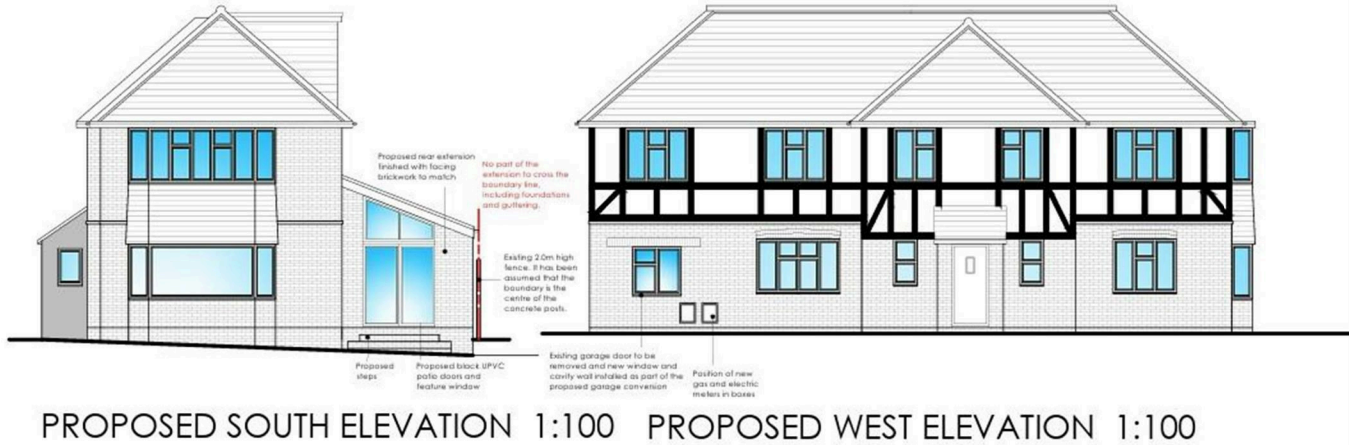 Proposed rear extension
finished with facing
brickwork to match
No part of the
extension to cross the
boundary line,
including foundations
and guttering.
Existing 2.0m high
fence. It has been
assumed that the
boundary is the
centre of the
concrete posts.
Proposed
steps
Proposed black UPVC
patio doors and
feature window
Existing garage door to be
removed and new window and
cavity wall installed as part of the
proposed garage conversion
Position of new
gas and electric
meters in boxes
PROPOSED SOUTH ELEVATION 1:100
PROPOSED WEST ELEVATION 1:100